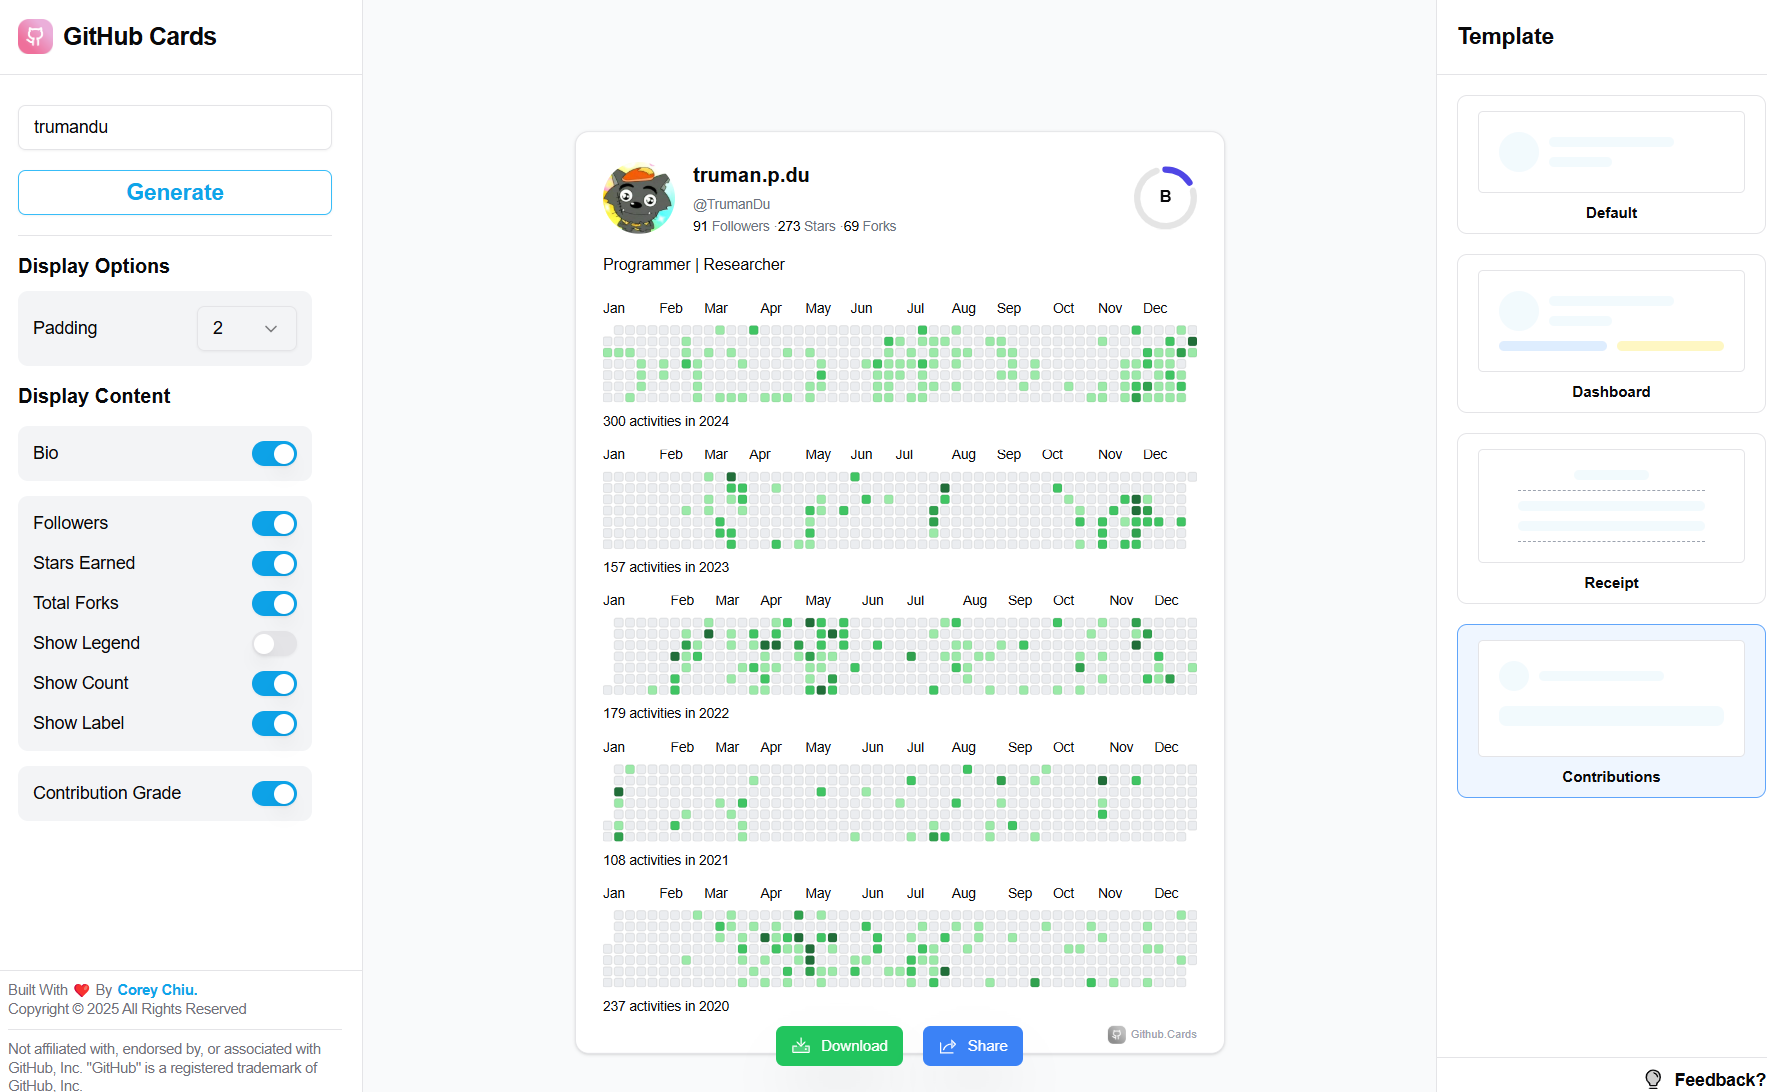 GitHub Cards
trumandu
Generate
Display Options
Padding
2
Display Content
Bio
Followers
Stars Earned
Total Forks
Show Legend
Show Count
Show Label
Contribution Grade
Built With ❤️ By Corey Chiu.
Copyright © 2025 All Rights Reserved
Not affiliated with, endorsed by, or associated with
GitHub, Inc. "GitHub" is a registered trademark of
GitHub, Inc.
truman.p.du
@TrumanDu
91 Followers ·273 Stars ·69 Forks
B
Programmer | Researcher
Jan Feb Mar Apr May Jun Jul Aug Sep Oct Nov Dec
300 activities in 2024
Jan Feb Mar Apr May Jun Jul Aug Sep Oct Nov Dec
157 activities in 2023
Jan Feb Mar Apr May Jun Jul Aug Sep Oct Nov Dec
179 activities in 2022
Jan Feb Mar Apr May Jun Jul Aug Sep Oct Nov Dec
108 activities in 2021
Jan Feb Mar Apr May Jun Jul Aug Sep Oct Nov Dec
237 activities in 2020
Github.Cards
Download
Share
Template
Default
Dashboard
Receipt
Contributions
Feedback?